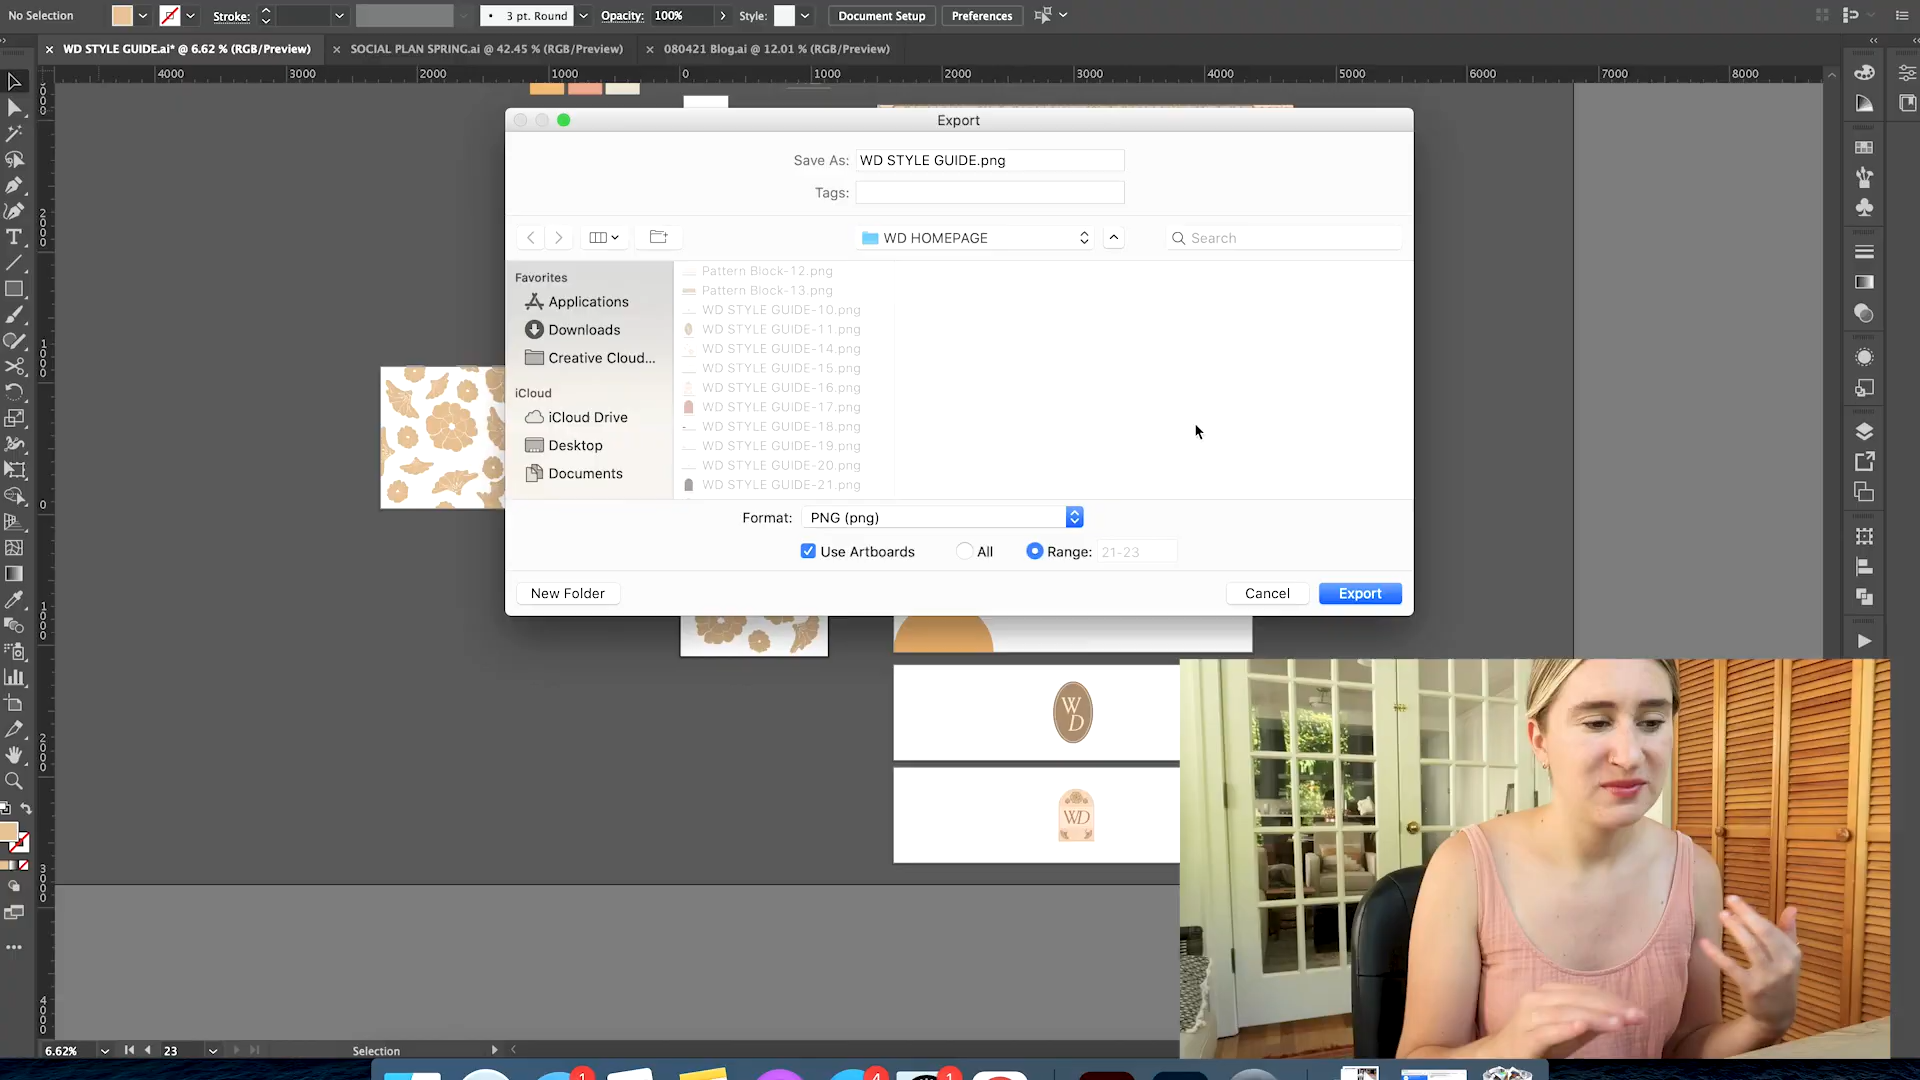 No Selection
Stroke:
3 pt. Round
Opacity: 100%
Style:
Document Setup
Preferences
WD STYLE GUIDE.ai* @ 6.62 % (RGB/Preview)
SOCIAL PLAN SPRING.ai @ 42.45 % (RGB/Preview)
080421 Blog.ai @ 12.01 % (RGB/Preview)
4000 3000 2000 1000 0 1000 2000 3000 4000 5000 6000 7000 8000
Export
Save As: WD STYLE GUIDE.png
Tags:
WD HOMEPAGE
Search
Favorites
Applications
Downloads
Creative Cloud...
iCloud
iCloud Drive
Desktop
Documents
Pattern Block-12.png
Pattern Block-13.png
WD STYLE GUIDE-10.png
WD STYLE GUIDE-11.png
WD STYLE GUIDE-14.png
WD STYLE GUIDE-15.png
WD STYLE GUIDE-16.png
WD STYLE GUIDE-17.png
WD STYLE GUIDE-18.png
WD STYLE GUIDE-19.png
WD STYLE GUIDE-20.png
WD STYLE GUIDE-21.png
Format: PNG (png)
Use Artboards
All
Range: 21-23
New Folder
Cancel
Export
WD
WD
6.62%
23
Selection
1
4
1